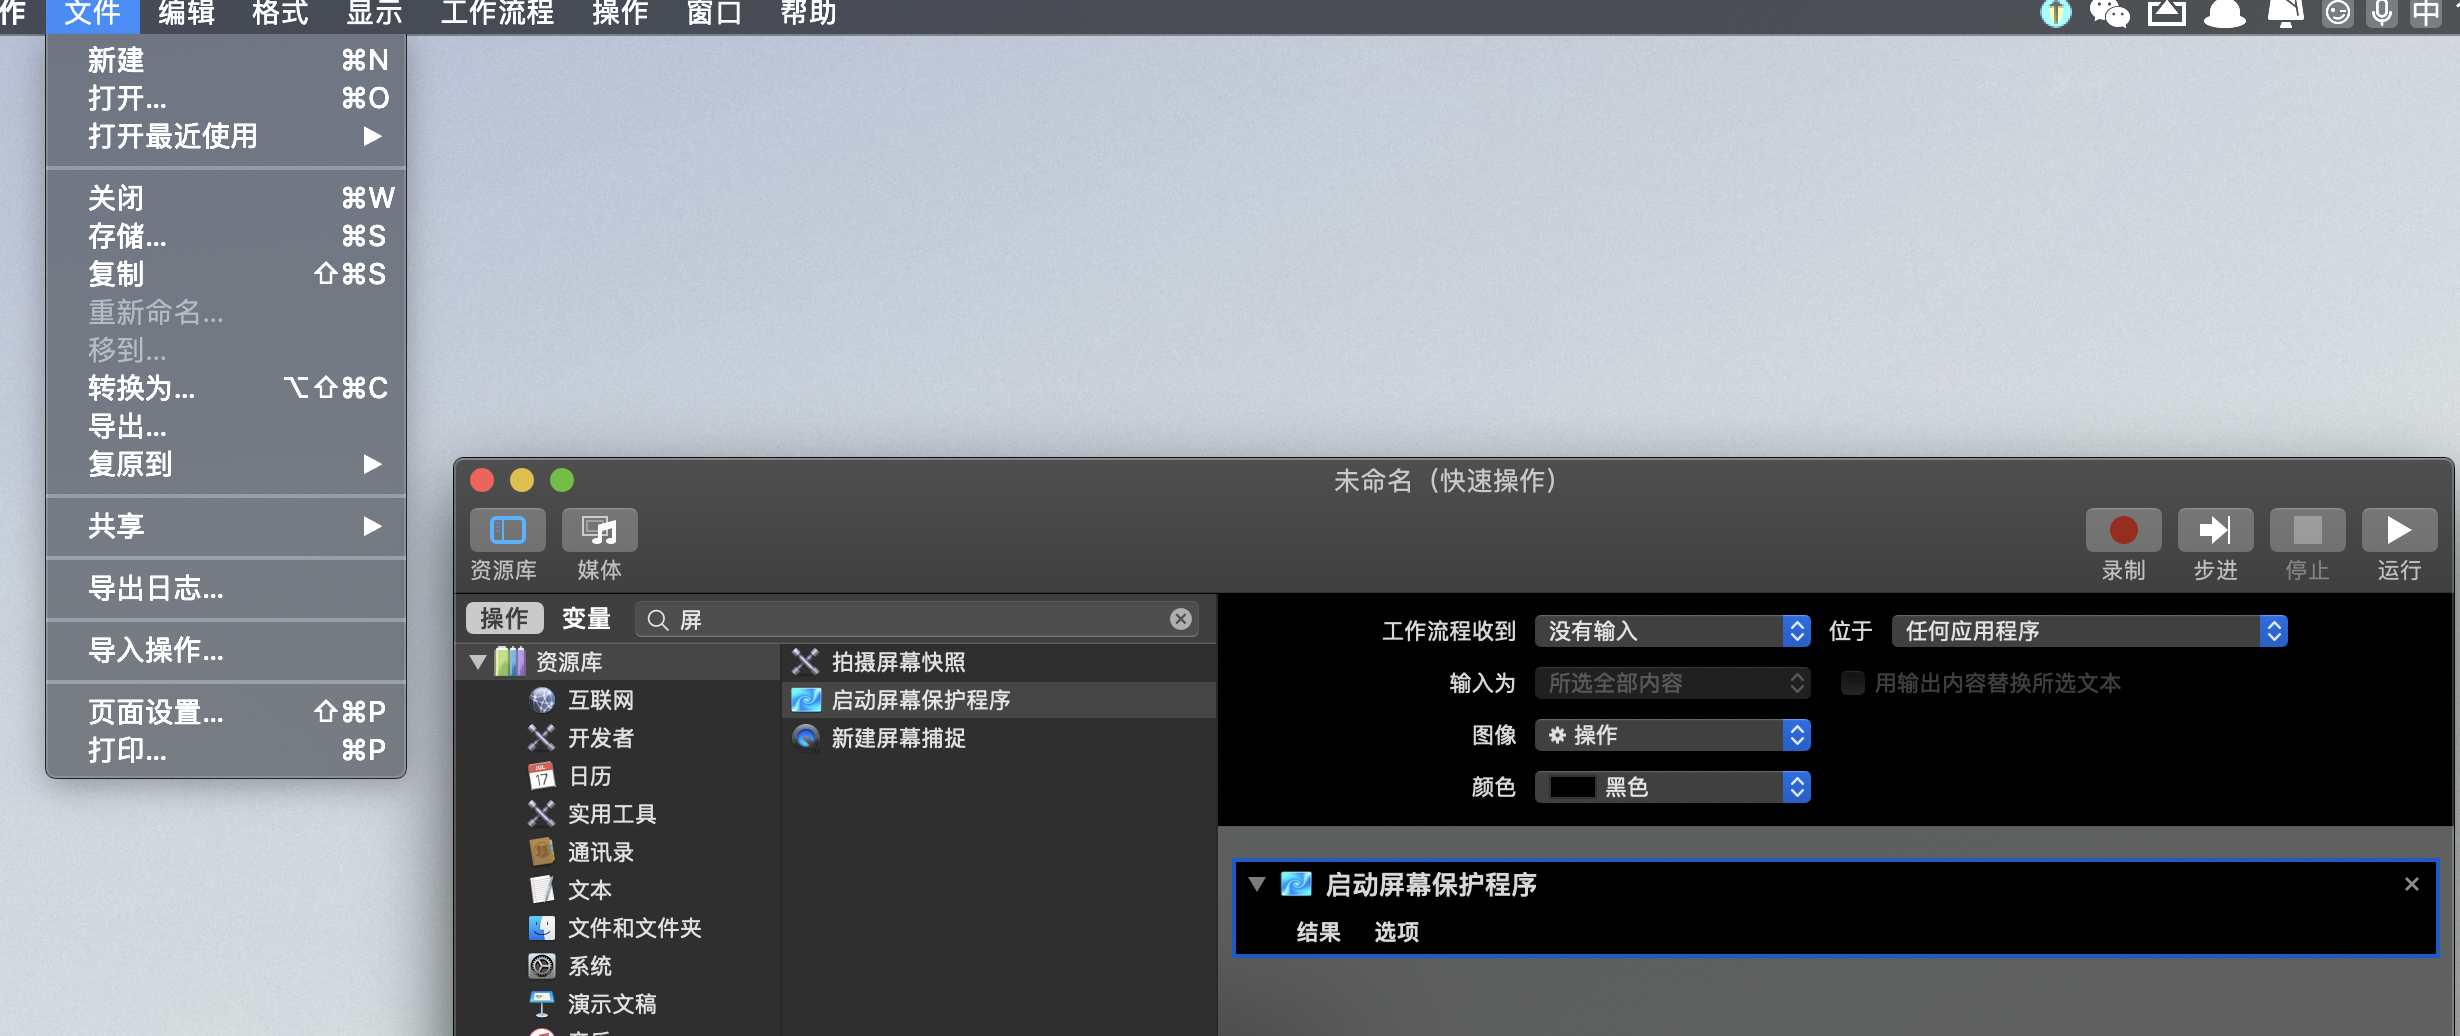 作 文件 编辑 格式 显示 工作流程 操作 窗口 帮助 中
新建 ⌘N
打开... ⌘O
打开最近使用 ▶
关闭 ⌘W
存储... ⌘S
复制 ⇧⌘S
重新命名...
移到...
转换为... ⌥⇧⌘C
导出...
复原到 ▶
共享 ▶
导出日志...
导入操作...
页面设置... ⇧⌘P
打印... ⌘P
未命名（快速操作）
资源库 媒体 录制 步进 停止 运行
操作 变量 屏
资源库
互联网
开发者
JUL
17
日历
实用工具
通讯录
文本
文件和文件夹
系统
演示文稿
拍摄屏幕快照
启动屏幕保护程序
新建屏幕捕捉
工作流程收到 没有输入 位于 任何应用程序
输入为 所选全部内容 用输出内容替换所选文本
图像 操作
颜色 黑色
启动屏幕保护程序
结果 选项